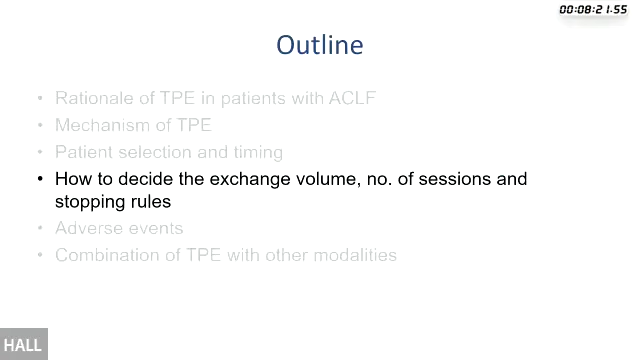 00:08:21.55
Outline
• Rationale of TPE in patients with ACLF
• Mechanism of TPE
• Patient selection and timing
• How to decide the exchange volume, no. of sessions and
stopping rules
• Adverse events
• Combination of TPE with other modalities
HALL